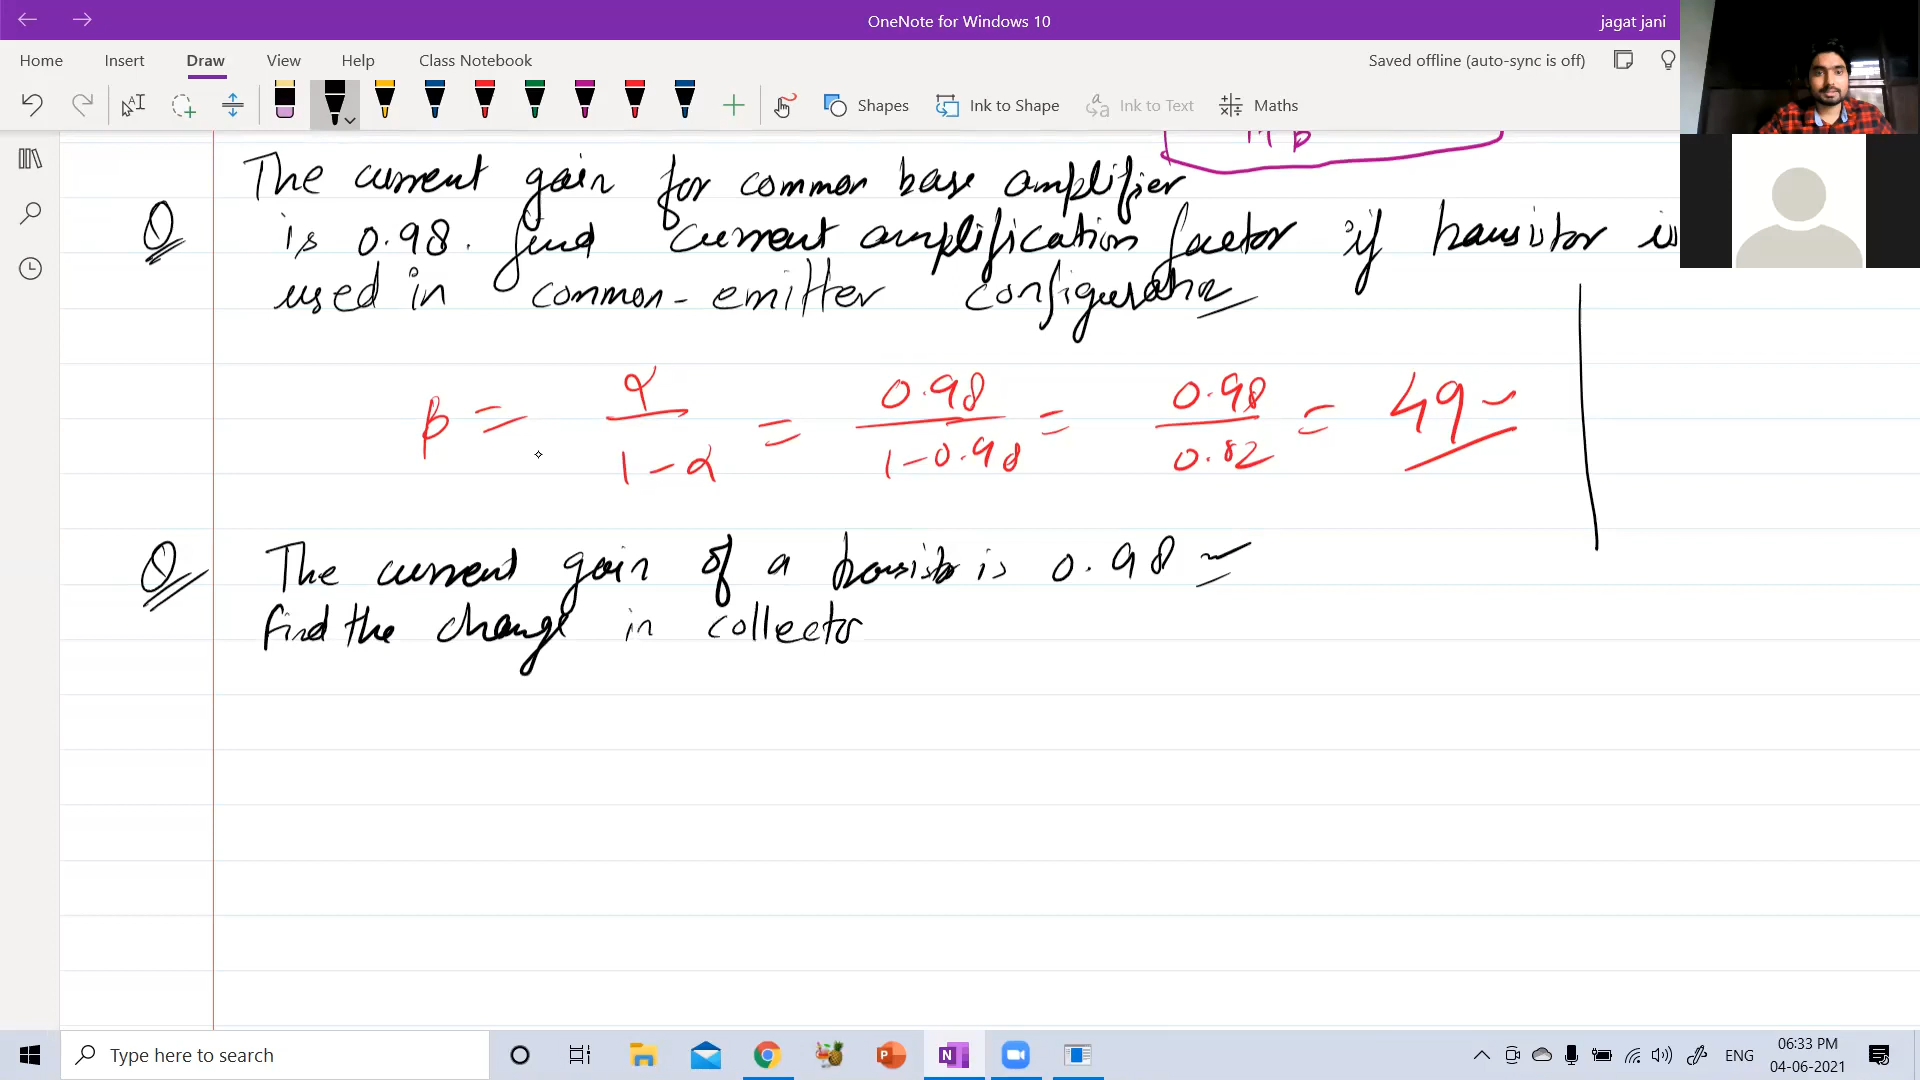 OneNote for Windows 10
jagat jani
Home Insert Draw View Help Class Notebook
Saved offline (auto-sync is off)
Shapes Ink to Shape Ink to Text Maths
The current gain for common base amplifier
Q is 0.98. find current amplification factor if transistor is
used in common-emitter configuration
β = α / 1-α = 0.98 / 1-0.98 = 0.98 / 0.02 = 49
Q The current gain of a transistor is 0.98
find the change in collector
Type here to search
ENG
06:33 PM
04-06-2021